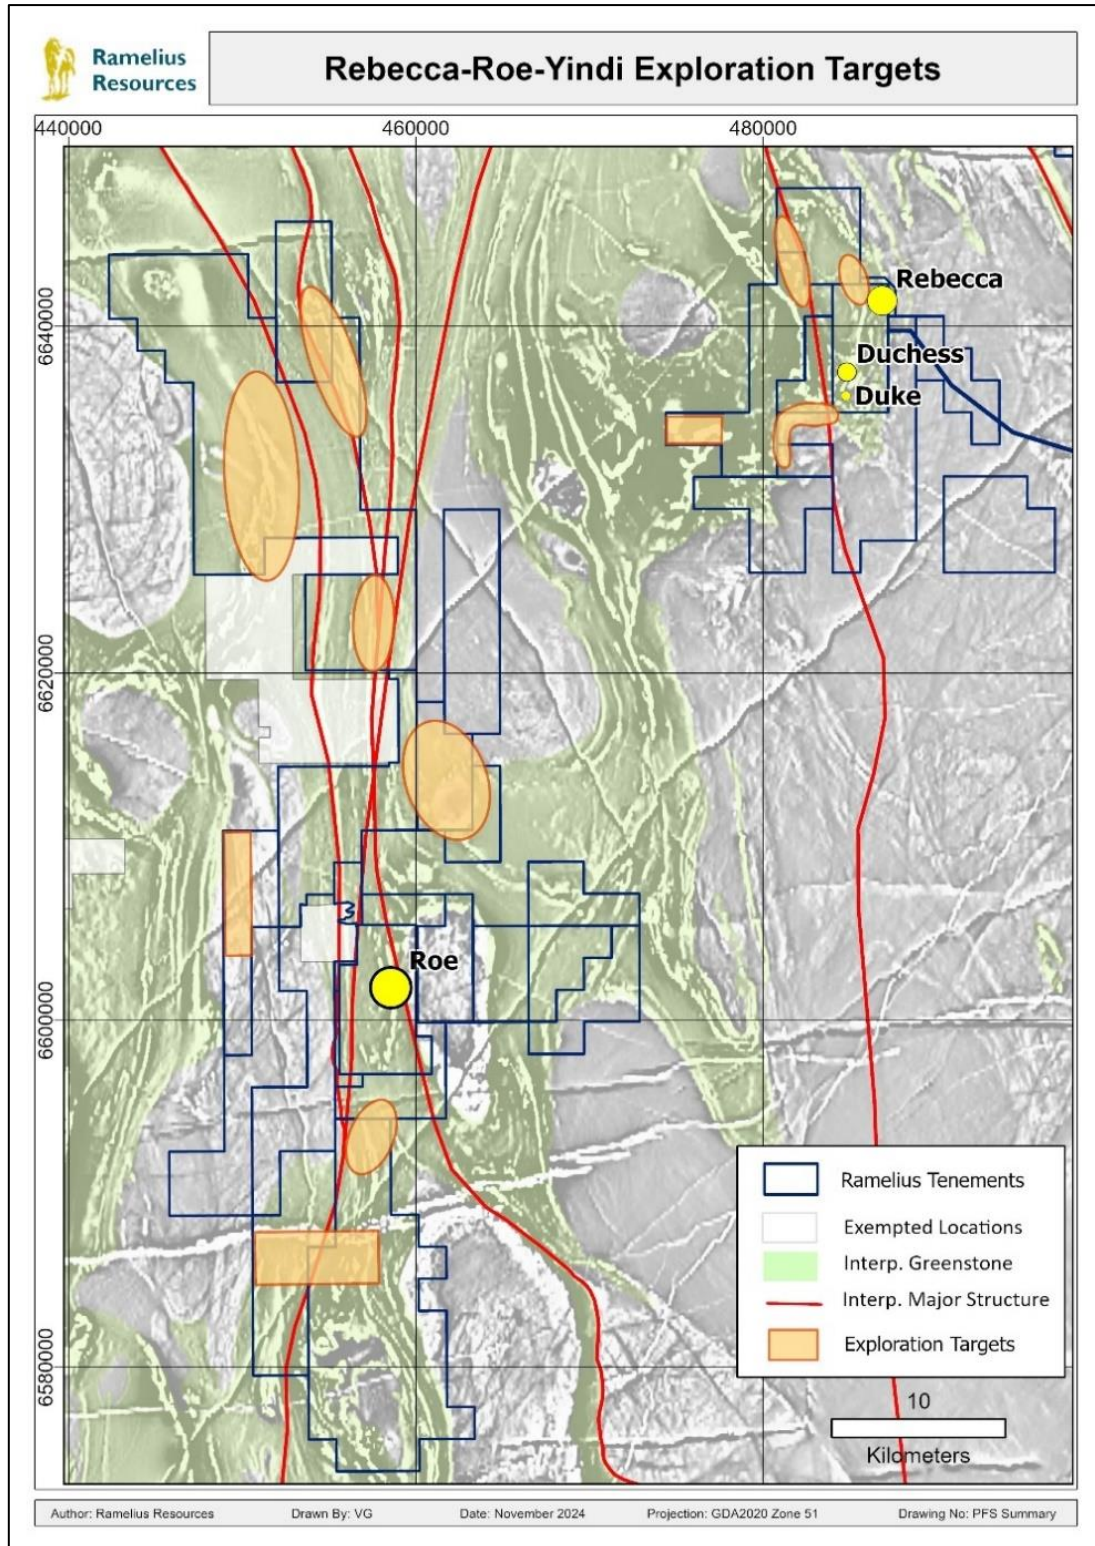 Ramelius
Resources
Rebecca-Roe-Yindi Exploration Targets
440000
460000
480000
6640000
6620000
6600000
6580000
Rebecca
Duchess
Duke
Roe
Ramelius Tenements
Exempted Locations
Interp. Greenstone
Interp. Major Structure
Exploration Targets
10
Kilometers
Author: Ramelius Resources
Drawn By: VG
Date: November 2024
Projection: GDA2020 Zone 51
Drawing No: PFS Summary